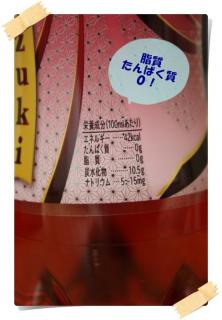 zuki
脂質
たんぱく質
0！
栄養成分(100mlあたり)
エネルギー 42kcal
たんぱく質 0g
脂質 0g
炭水化物 10.5g
ナトリウム 5~15mg